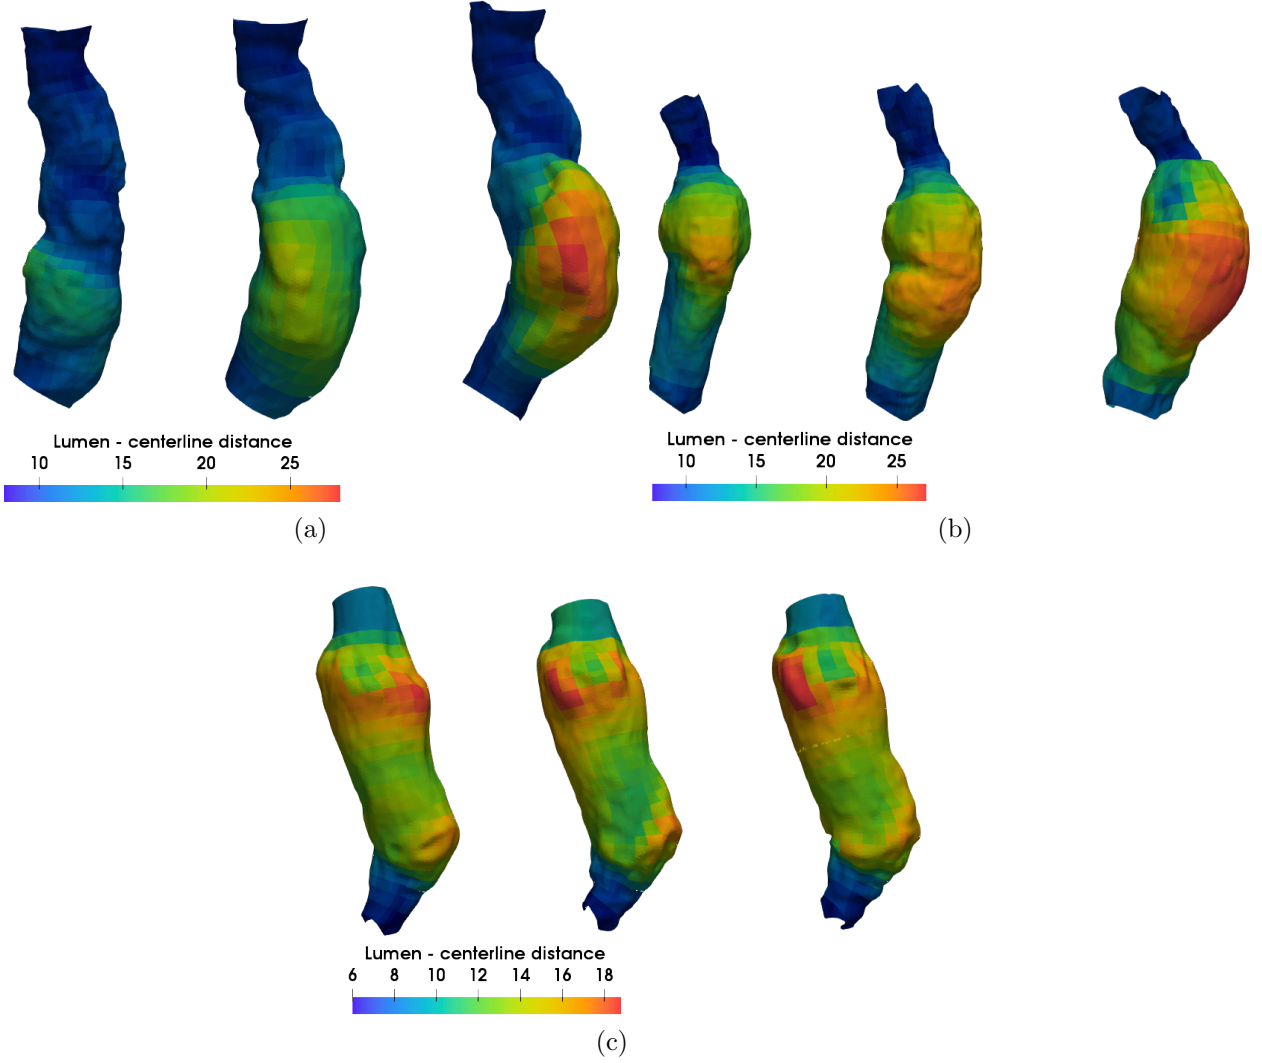 Lumen - centerline distance
10 15 20 25
(a)
Lumen - centerline distance
10 15 20 25
(b)
Lumen - centerline distance
6 8 10 12 14 16 18
(c)